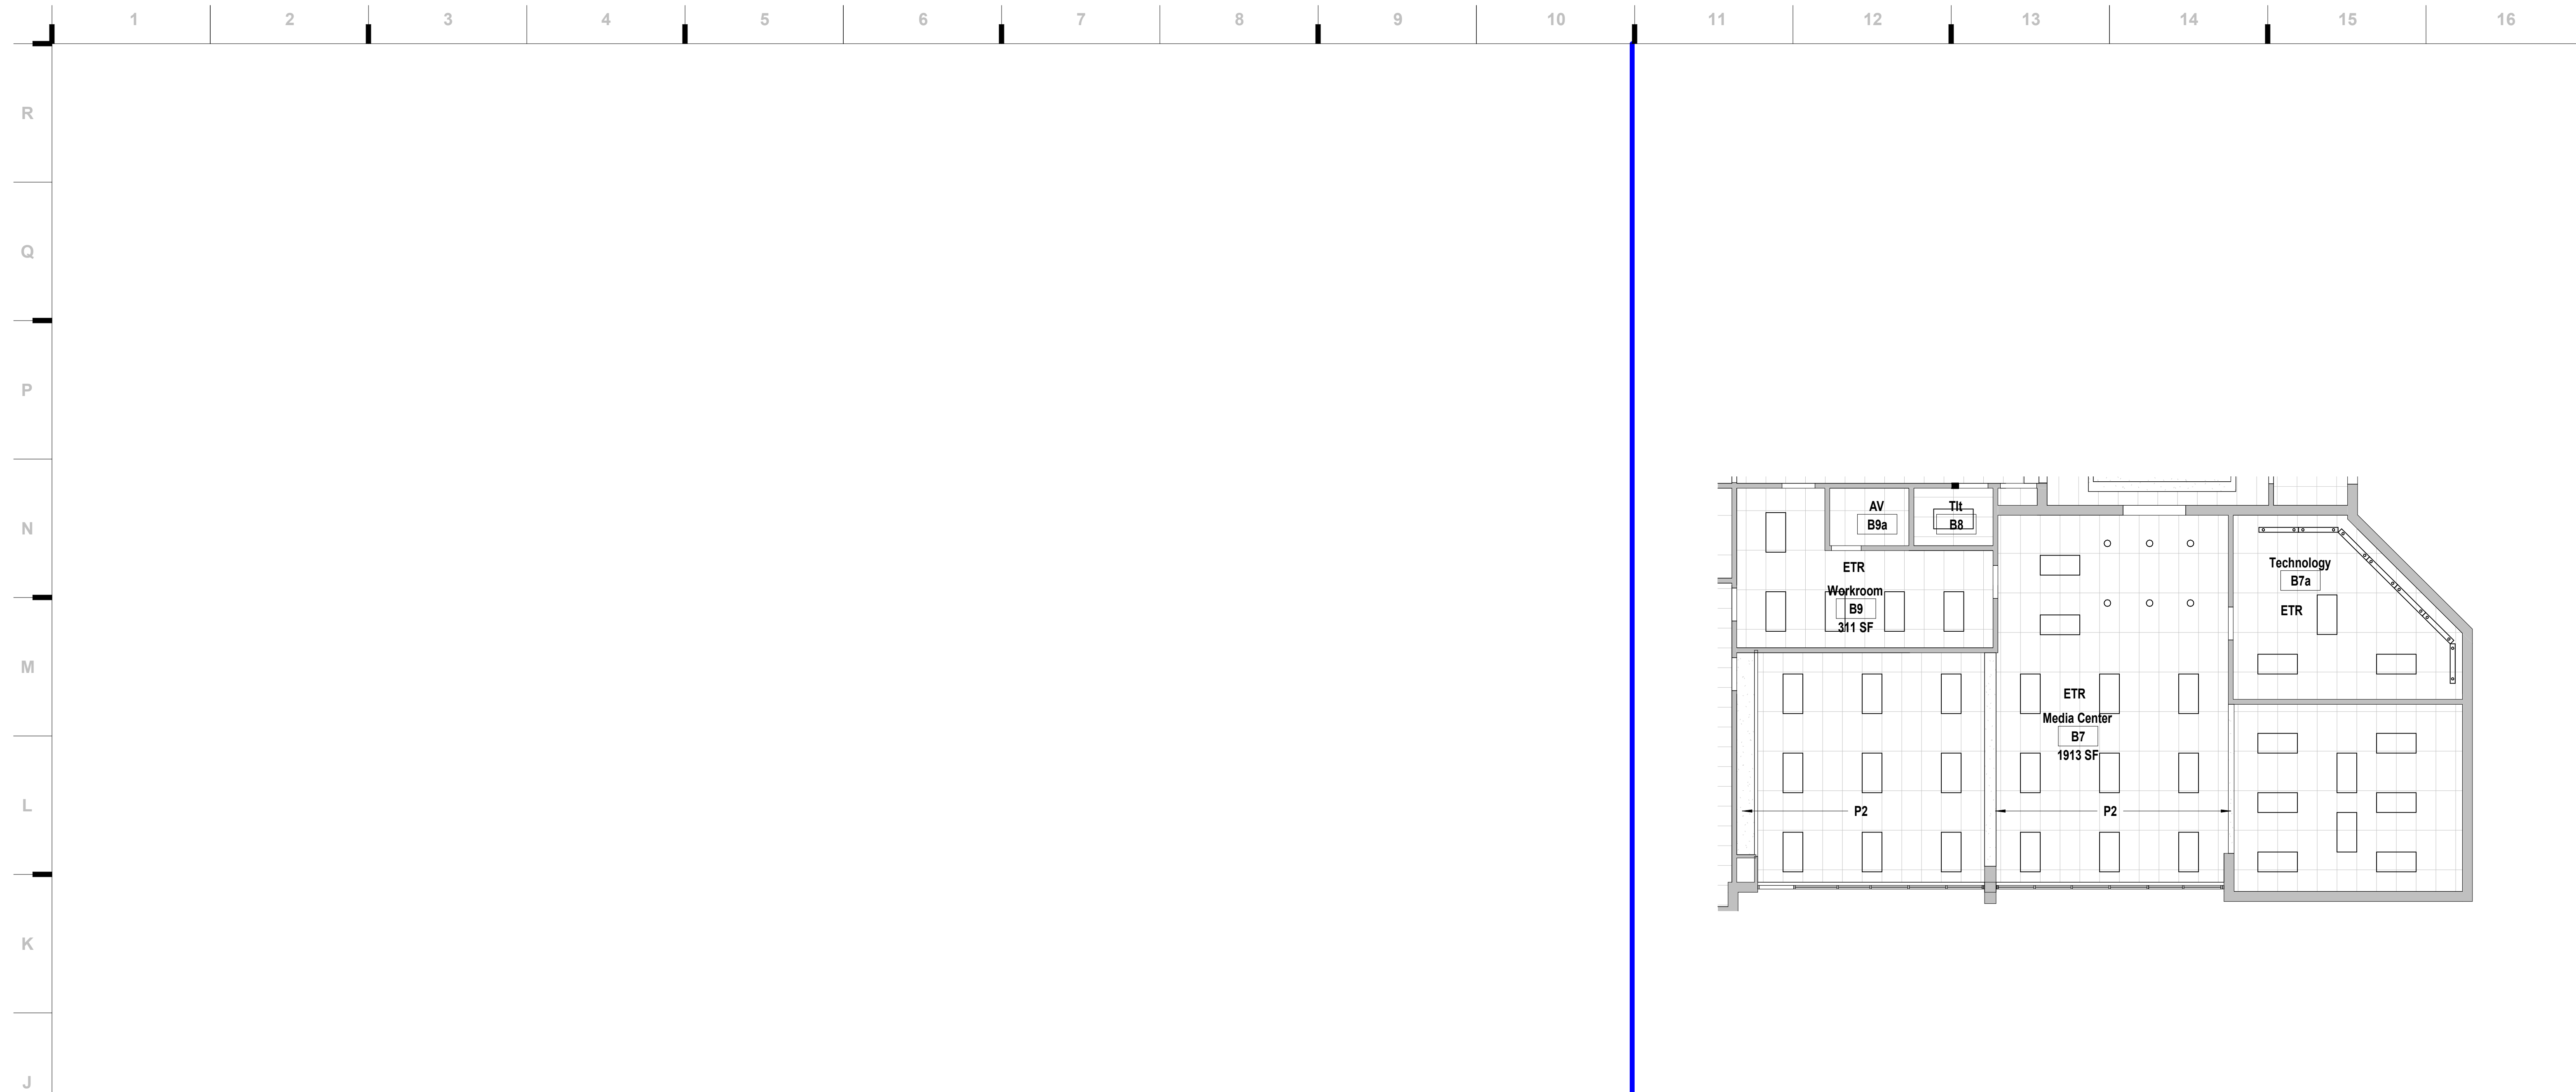 1 2 3 4 5 6 7 8 9 10 11 12 13 14 15 16
R
Q
P
N
M
L
K
J
AV
B9a
Tlt
B8
ETR
Workroom
B9
311 SF
Technology
B7a
ETR
ETR
Media Center
B7
1913 SF
P2
P2